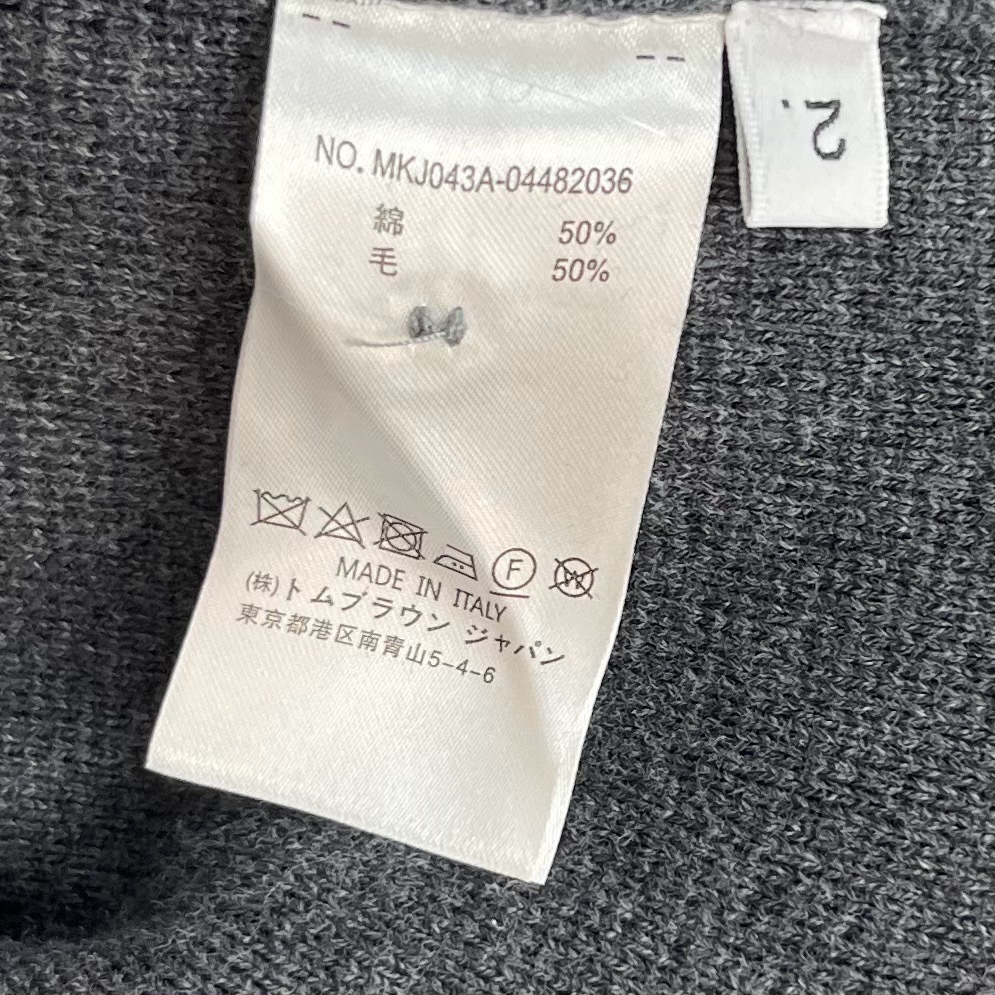 NO. MKJ043A-04482036
綿 50%
毛 50%
F
W
MADE IN ITALY
(株)トムブラウン ジャパン
東京都港区南青山5-4-6
2.